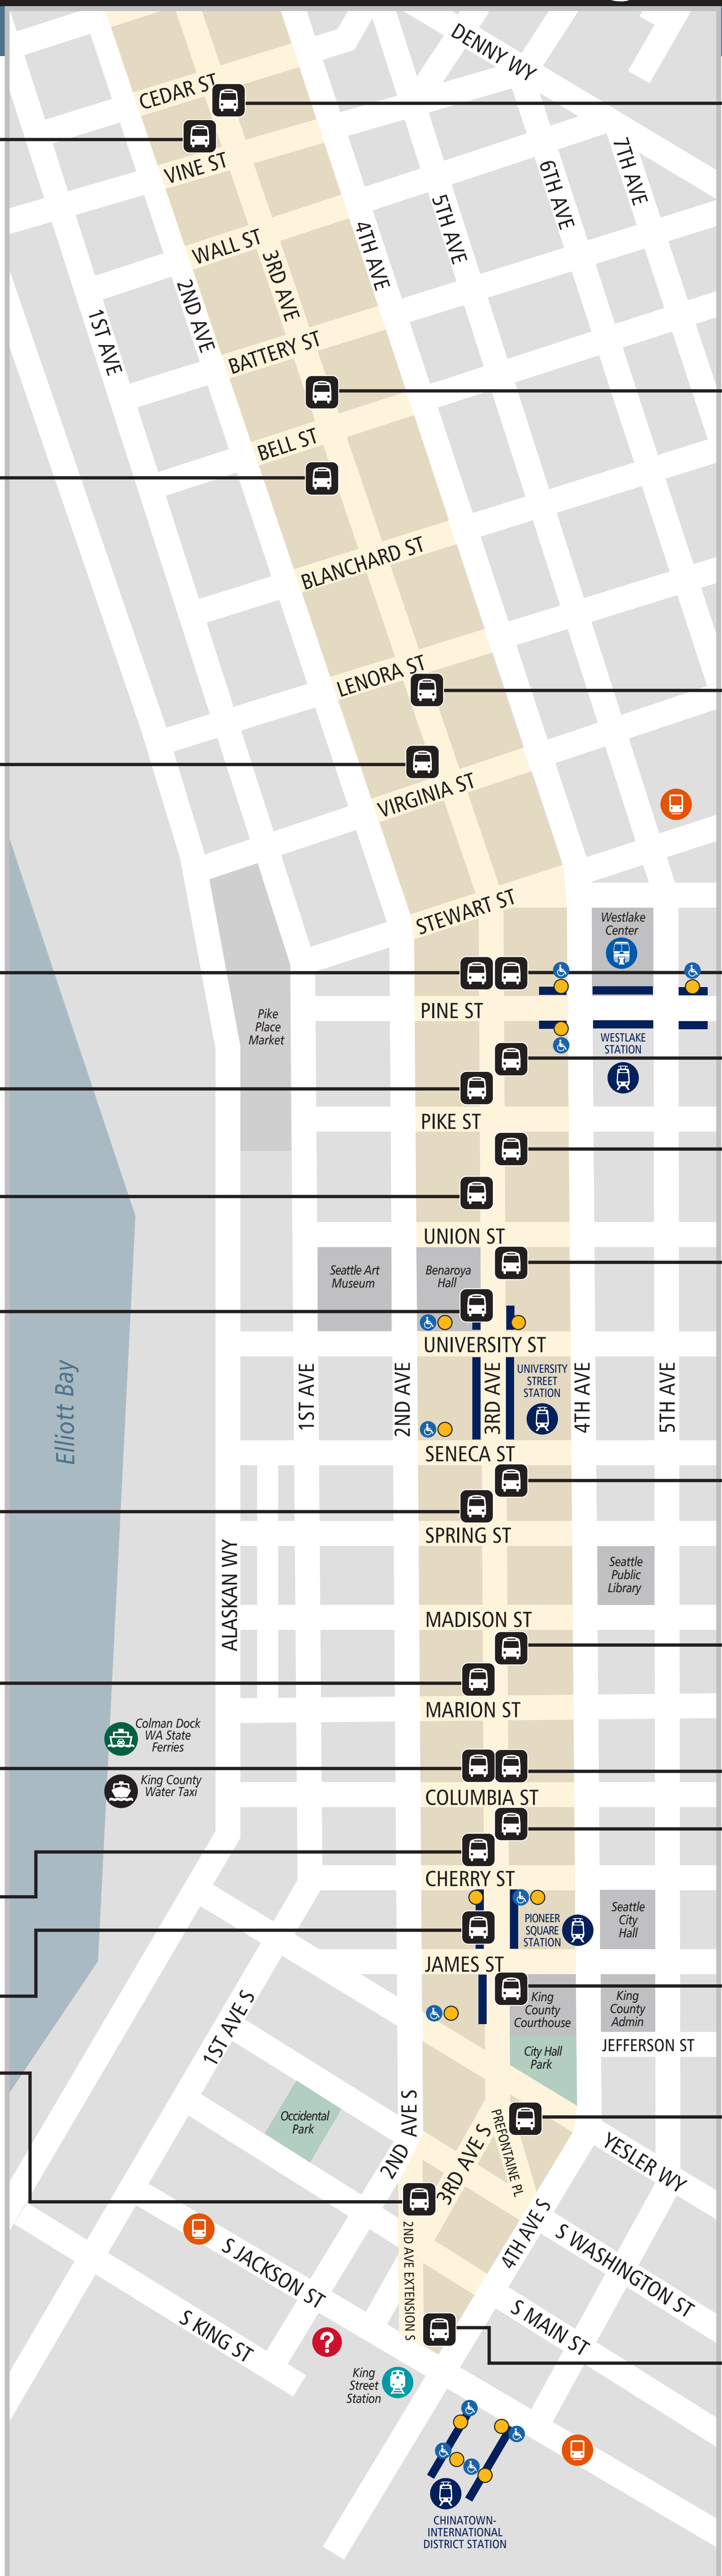 DENNY WY
CEDAR ST
VINE ST
7TH AVE
6TH AVE
5TH AVE
4TH AVE
WALL ST
3RD AVE
2ND AVE
1ST AVE
BATTERY ST
BELL ST
BLANCHARD ST
LENORA ST
VIRGINIA ST
STEWART ST
Westlake
Center
Pike
Place
Market
PINE ST
WESTLAKE
STATION
PIKE ST
UNION ST
Seattle Art
Museum
Benaroya
Hall
UNIVERSITY ST
Elliott Bay
1ST AVE
2ND AVE
3RD AVE
UNIVERSITY
STREET
STATION
4TH AVE
5TH AVE
SENECA ST
SPRING ST
ALASKAN WY
Seattle
Public
Library
MADISON ST
MARION ST
Colman Dock
WA State
Ferries
King County
Water Taxi
COLUMBIA ST
CHERRY ST
PIONEER
SQUARE
STATION
Seattle
City
Hall
JAMES ST
1ST AVE S
King
County
Courthouse
King
County
Admin
JEFFERSON ST
City Hall
Park
Occidental
Park
2ND AVE S
3RD AVE S
PREFONTAINE PL
YESLER WY
4TH AVE S
2ND AVE EXTENSION S
S WASHINGTON ST
S JACKSON ST
S MAIN ST
S KING ST
?
King
Street
Station
CHINATOWN-
INTERNATIONAL
DISTRICT STATION